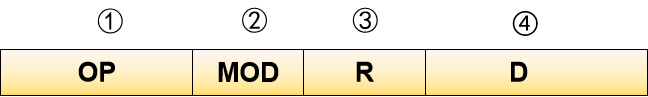 ① ② ③ ④
OP MOD R D